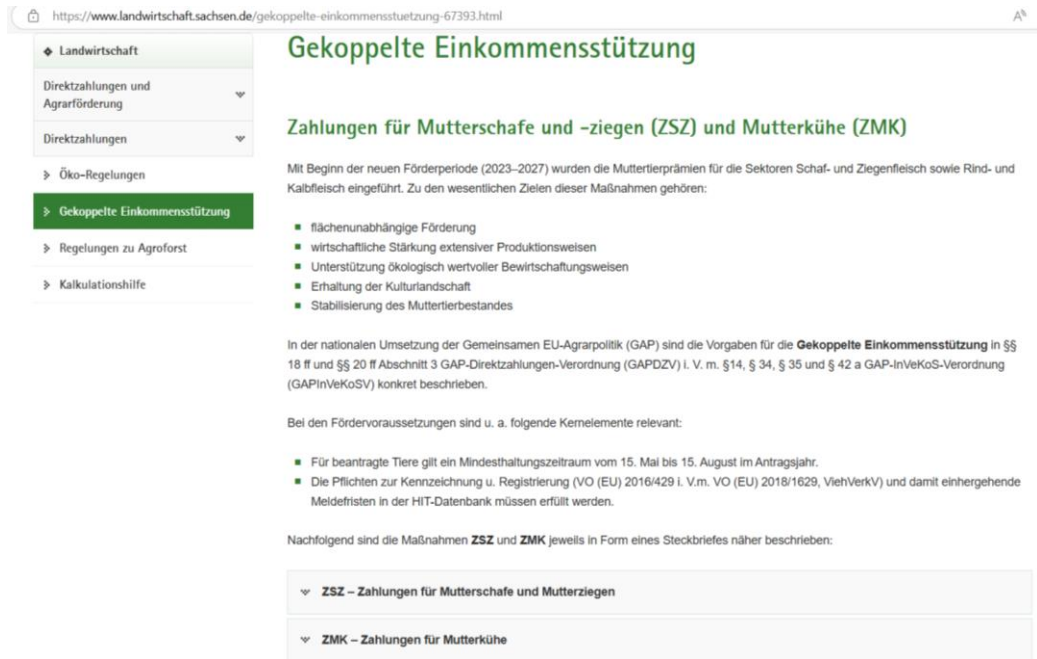 https://www.landwirtschaft.sachsen.de/gekoppelte-einkommensstuetzung-67393.html
Landwirtschaft
Direktzahlungen und
Agrarförderung
Direktzahlungen
Öko-Regelungen
Gekoppelte Einkommensstützung
Regelungen zu Agroforst
Kalkulationshilfe
Gekoppelte Einkommensstützung
Zahlungen für Mutterschafe und -ziegen (ZSZ) und Mutterkühe (ZMK)
Mit Beginn der neuen Förderperiode (2023–2027) wurden die Muttertierprämien für die Sektoren Schaf- und Ziegenfleisch sowie Rind- und
Kalbfleisch eingeführt. Zu den wesentlichen Zielen dieser Maßnahmen gehören:
flächenunabhängige Förderung
wirtschaftliche Stärkung extensiver Produktionsweisen
Unterstützung ökologisch wertvoller Bewirtschaftungsweisen
Erhaltung der Kulturlandschaft
Stabilisierung des Muttertierbestandes
In der nationalen Umsetzung der Gemeinsamen EU-Agrarpolitik (GAP) sind die Vorgaben für die Gekoppelte Einkommensstützung in §§
18 ff und §§ 20 ff Abschnitt 3 GAP-Direktzahlungen-Verordnung (GAPDZV) i. V. m. §14, § 34, § 35 und § 42 a GAP-InVeKoS-Verordnung
(GAPInVeKoSV) konkret beschrieben.
Bei den Fördervoraussetzungen sind u. a. folgende Kernelemente relevant:
Für beantragte Tiere gilt ein Mindesthaltungszeitraum vom 15. Mai bis 15. August im Antragsjahr.
Die Pflichten zur Kennzeichnung u. Registrierung (VO (EU) 2016/429 i. V.m. VO (EU) 2018/1629, ViehVerkV) und damit einhergehende
Meldefristen in der HIT-Datenbank müssen erfüllt werden.
Nachfolgend sind die Maßnahmen ZSZ und ZMK jeweils in Form eines Steckbriefes näher beschrieben:
ZSZ – Zahlungen für Mutterschafe und Mutterziegen
ZMK – Zahlungen für Mutterkühe